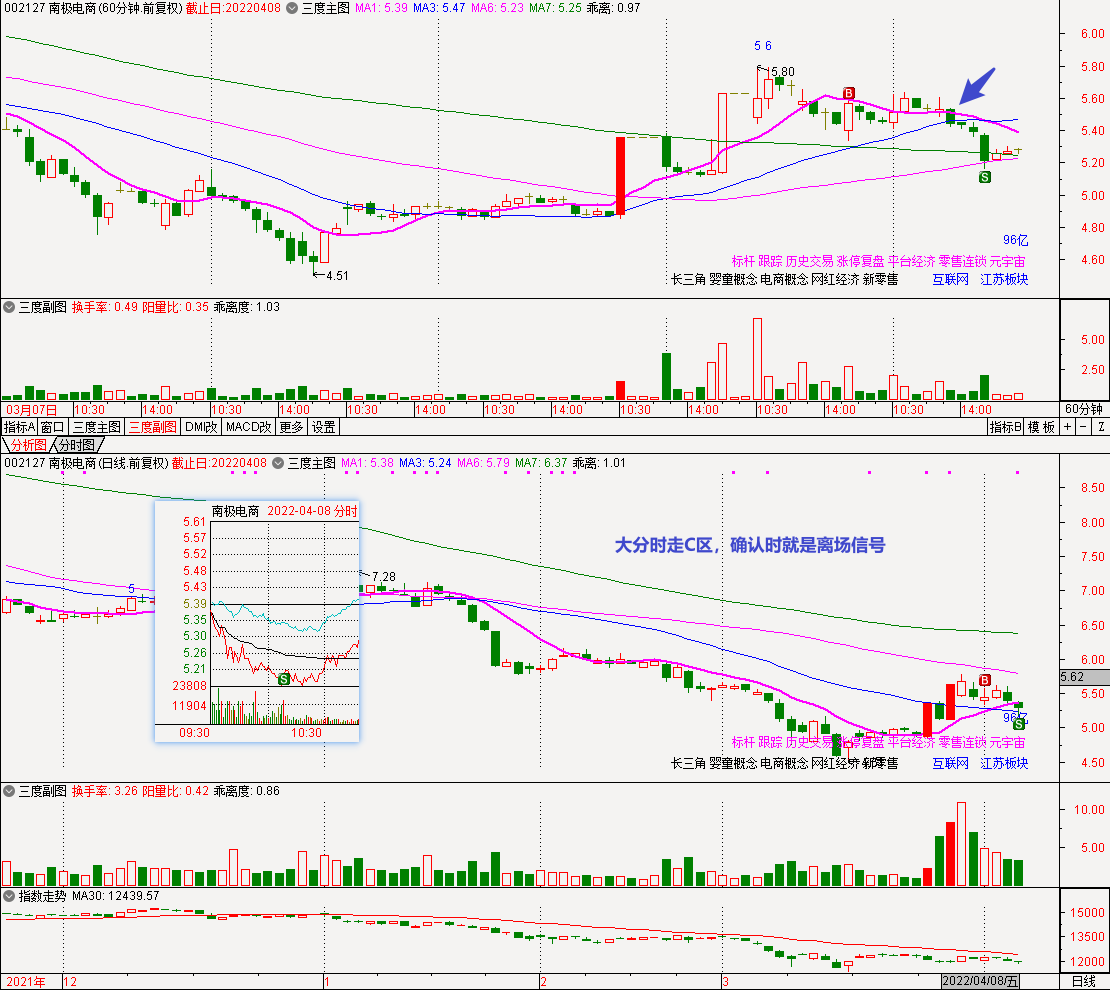 002127 南极电商(60分钟.前复权) 截止日:20220408 三度主图 MA1: 5.39 MA3: 5.47 MA6: 5.23 MA7: 5.25 乖离: 0.97
6.00
5 6
5.80
5.80
B
5.60
5.40
5.20
S
5.00
4.80
96亿
标杆 跟踪 历史交易 涨停复盘 平台经济 零售连锁 元宇宙
4.60
←4.51
长三角 婴童概念 电商概念 网红经济 新零售 互联网 江苏板块
三度副图 换手率: 0.49 阳量比: 0.35 乖离度: 1.03
5.00
2.50
03月07日 10:30 14:00 10:30 14:00 10:30 14:00 10:30 14:00 10:30 14:00 10:30 14:00 10:30 14:00 60分钟
指标A 窗口 三度主图 三度副图 DMI改 MACD改 更多 设置 指标B 模板 + - Z
分析图 分时图
002127 南极电商(日线.前复权) 截止日:20220408 三度主图 MA1: 5.38 MA3: 5.24 MA6: 5.79 MA7: 6.37 乖离: 1.01
8.50
南极电商 2022-04-08 分时
5.61
8.00
5.57
大分时走C区，确认时就是离场信号
5.52
7.50
5.48
7.28
5.43
5
7.00
5.39
5.35
6.50
5.30
5.26
6.00
5.21
S
5.62
B
23808
5.50
11904
96亿
S
09:30 10:30
5.00
标杆 跟踪 历史交易 涨停复盘 平台经济 零售连锁 元宇宙
4.50
长三角 婴童概念 电商概念 网红经济 新零售 互联网 江苏板块
三度副图 换手率: 3.26 阳量比: 0.42 乖离度: 0.86
10.00
5.00
指数走势 MA30: 12439.57
15000
13500
12000
2021年 12 1 2 3 2022/04/08/五 日线